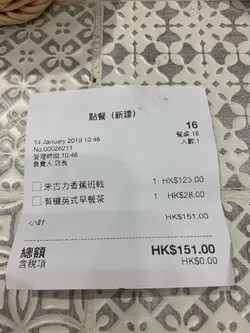 點餐 (新建)
16
14 January 2019 10:46
餐桌:16
No.00026211
人數:1
受理時間:10:46
負責人:店長
朱古力香蕉班戟 1 HK$123.00
有機英式早餐茶 1 HK$28.00
小計 HK$151.00
總額 HK$151.00
含稅項 HK$0.00